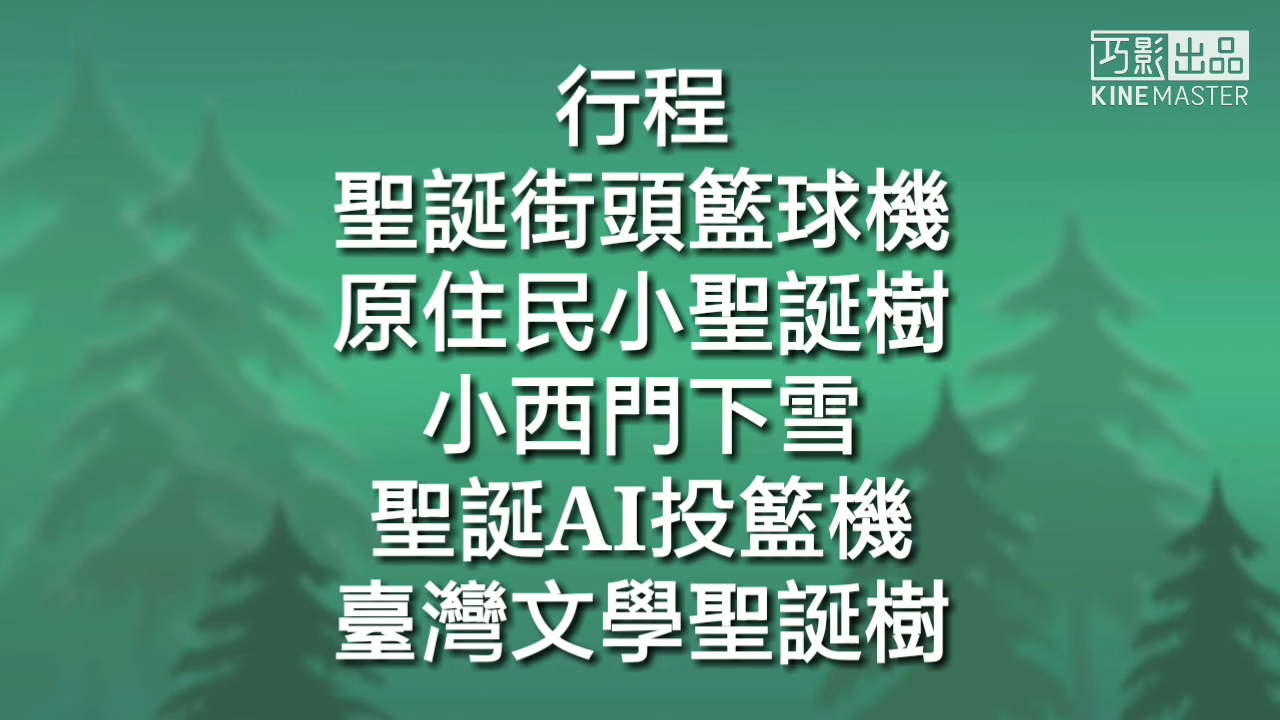 巧影出品
KINEMASTER
行程
聖誕街頭籃球機
原住民小聖誕樹
小西門下雪
聖誕AI投籃機
臺灣文學聖誕樹